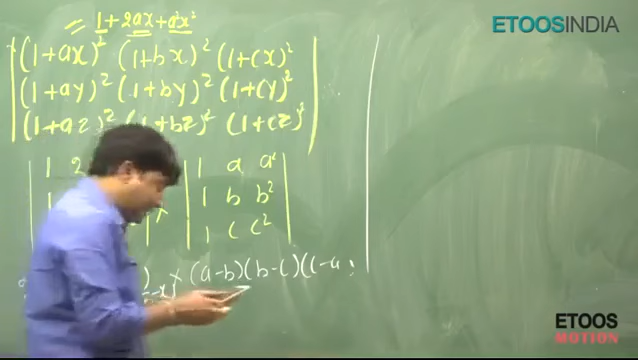 = 1 + 2ax + a²x²
ETOOSINDIA
(1+ax)² (1+bx)² (1+cx)²
(1+ay)² (1+by)² (1+cy)²
(1+az)² (1+bz)² (1+cz)²
1 2 1 a a²
1 b b²
1 c c²
× (a-b)(b-c)(c-a)
ETOOS
MOTION